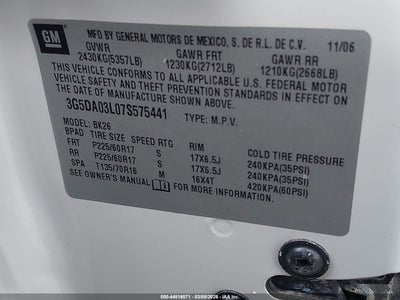 GM
MFD BY GENERAL MOTORS DE MEXICO, S. DE R.L. DE C.V. 11/06
GVWR GAWR FRT GAWR RR
2430KG(5357LB) 1230KG(2712LB) 1210KG(2668LB)
THIS VEHICLE CONFORMS TO ALL APPLICABLE U.S. FEDERAL MOTOR
VEHICLE SAFETY AND THEFT PREVENTION STANDARDS IN EFFECT ON
THE DATE OF MANUFACTURE SHOWN ABOVE.
3G5DA03L07S575441 TYPE: M.P.V.
MODEL: BK26
BPAD TIRE SIZE SPEED RTG RIM COLD TIRE PRESSURE
FRT P225/60R17 S 17X6.5J 240KPA(35PSI)
RR P225/60R17 S 17X6.5J 240KPA(35PSI)
SPA T135/70R16 M 16X4T 420KPA(60PSI)
SEE OWNER'S MANUAL FOR ADDITIONAL INFORMATION.
000-44518571 - 03/09/2026 - IAA Inc.